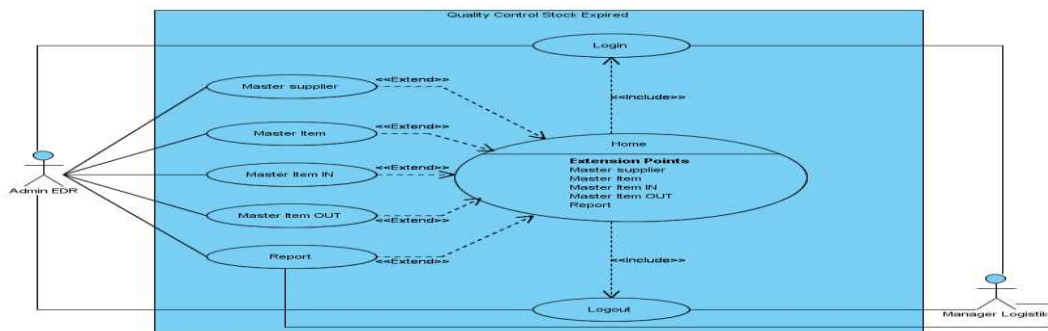 Quality Control Stock Expired
Login
<<Extend>>
Master supplier
<<Include>>
<<Extend>>
Master Item
Home
Extension Points
Master supplier
Master Item
Master Item IN
Master Item OUT
Report
<<Extend>>
Master Item IN
Admin EDR
Master Item OUT
<<Extend>>
Report
<<Extend>>
<<Include>>
Logout
Manager Logistik